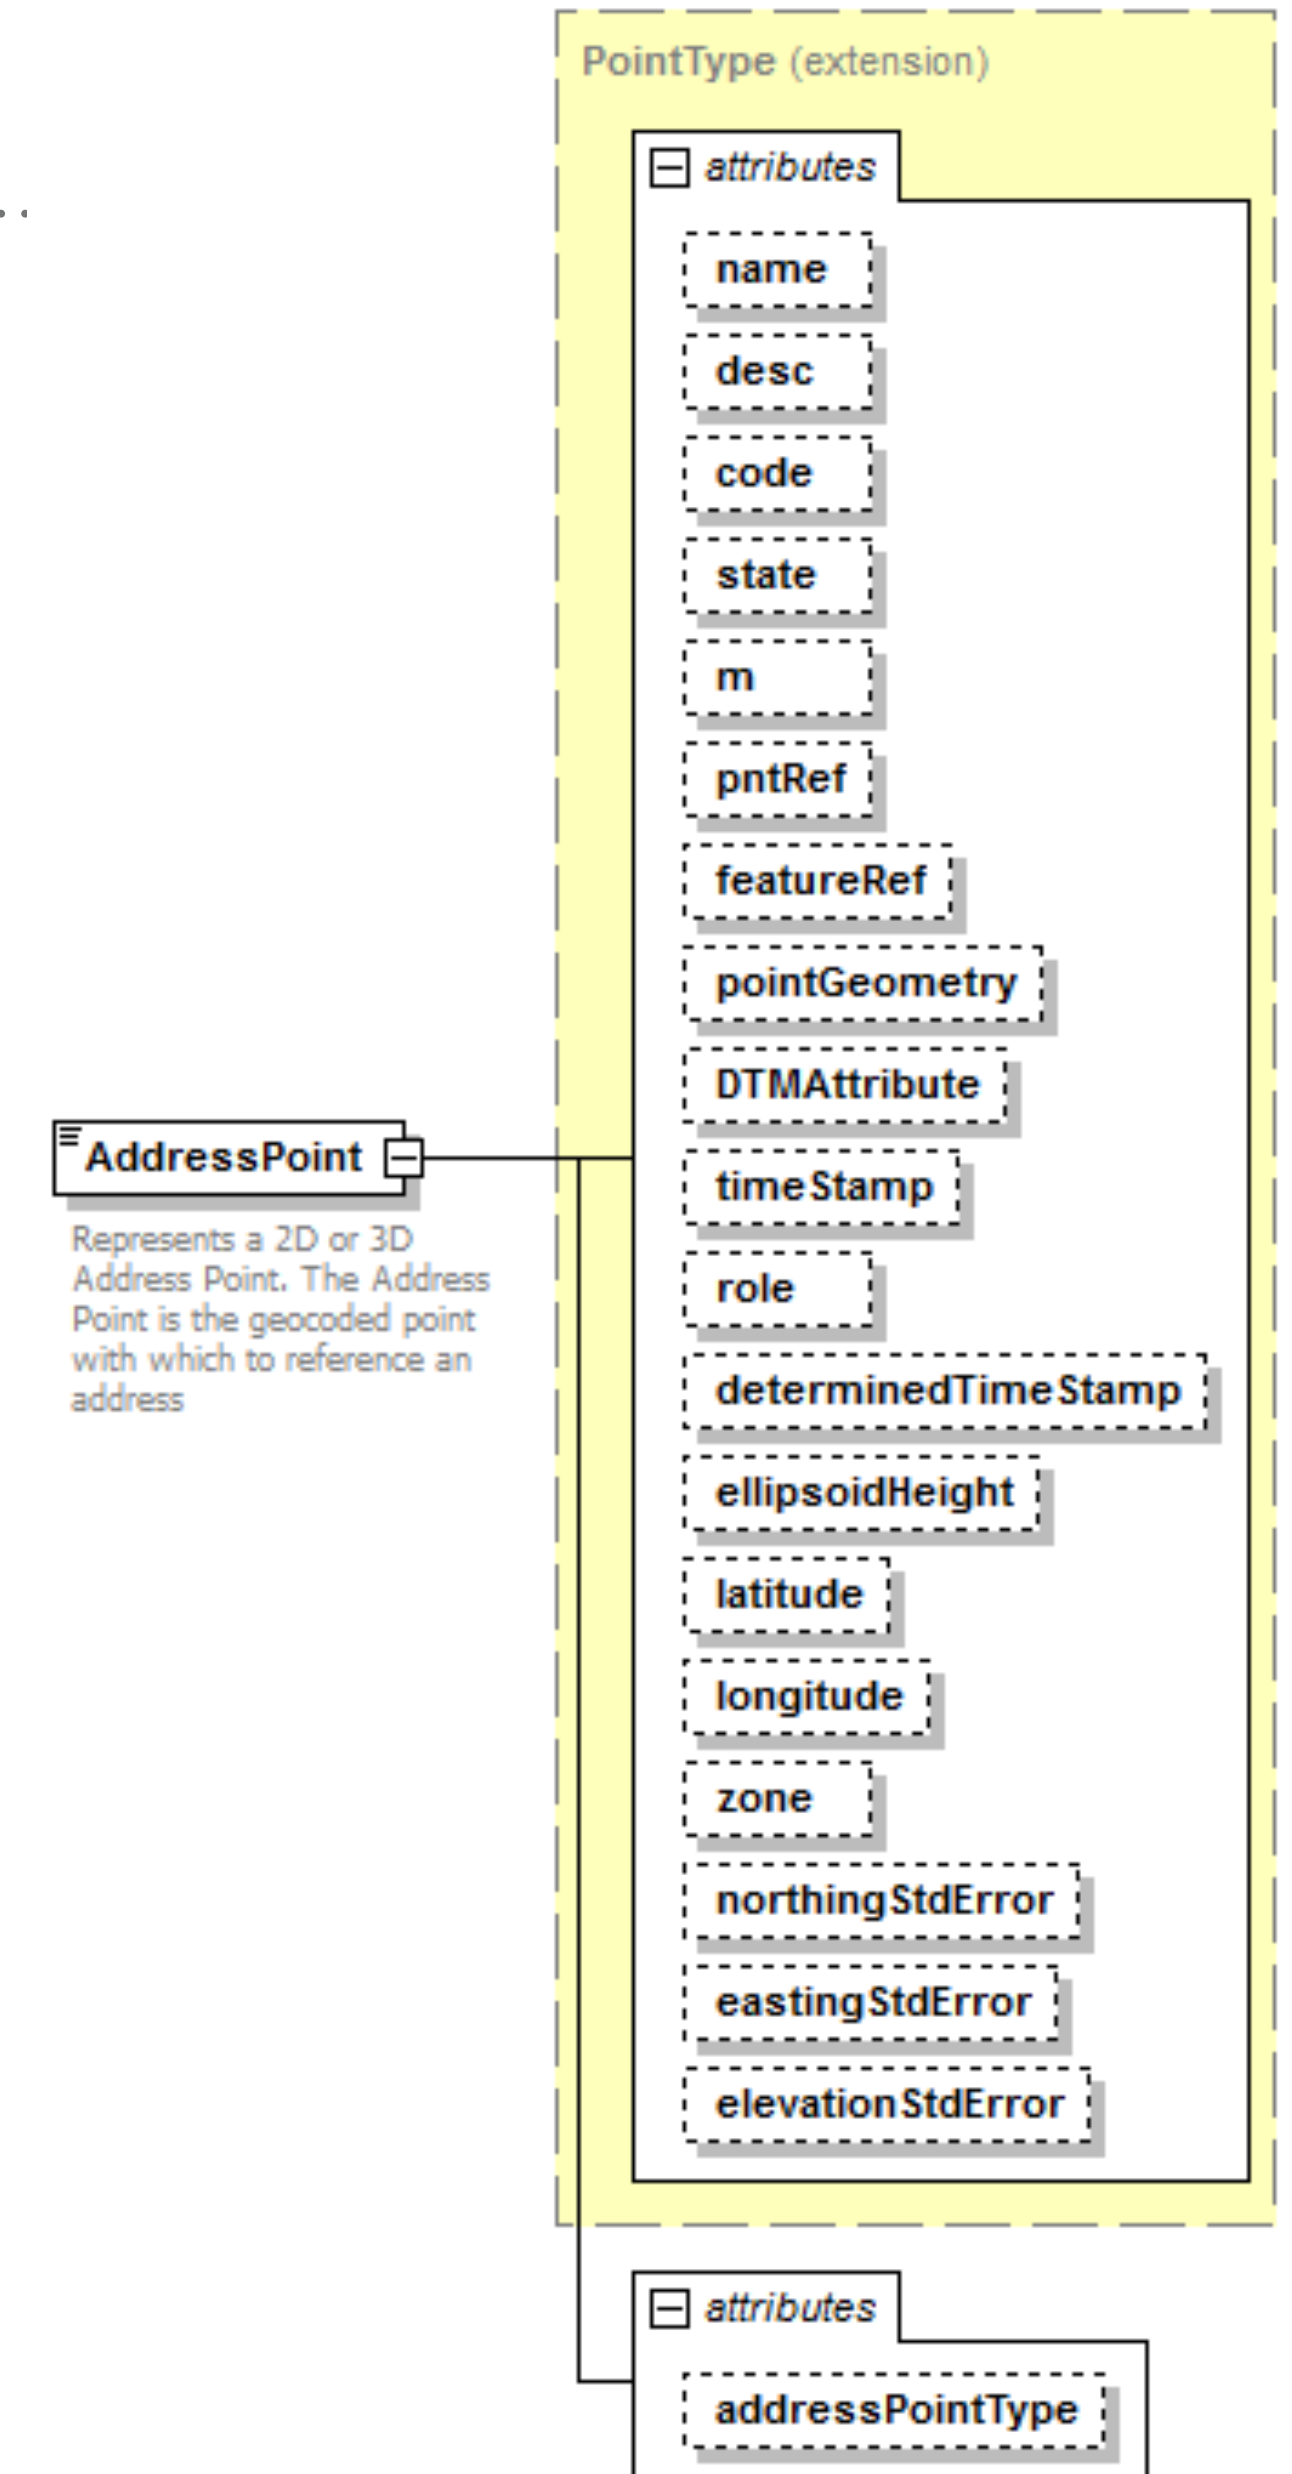 PointType (extension)
attributes
name
desc
code
state
m
pntRef
featureRef
pointGeometry
DTMAttribute
timeStamp
role
determinedTimeStamp
ellipsoidHeight
latitude
longitude
zone
northingStdError
eastingStdError
elevationStdError
AddressPoint
Represents a 2D or 3D
Address Point. The Address
Point is the geocoded point
with which to reference an
address
attributes
addressPointType